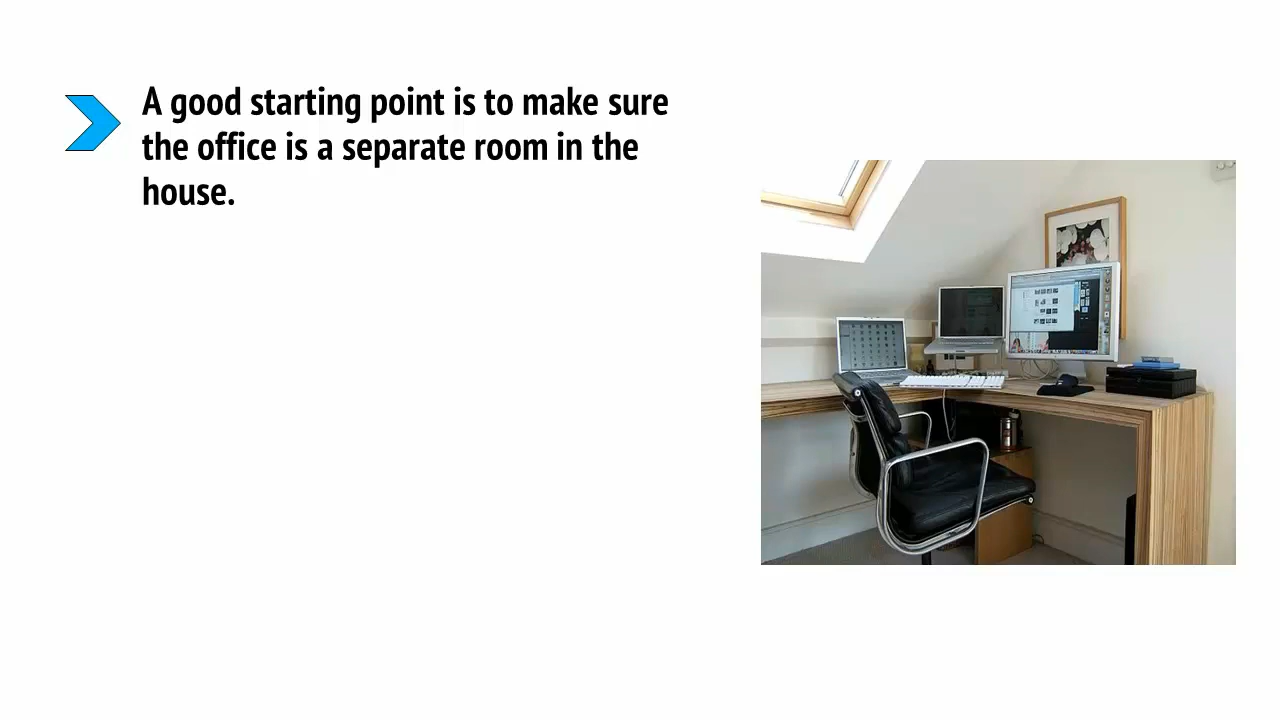 A good starting point is to make sure
the office is a separate room in the
house.